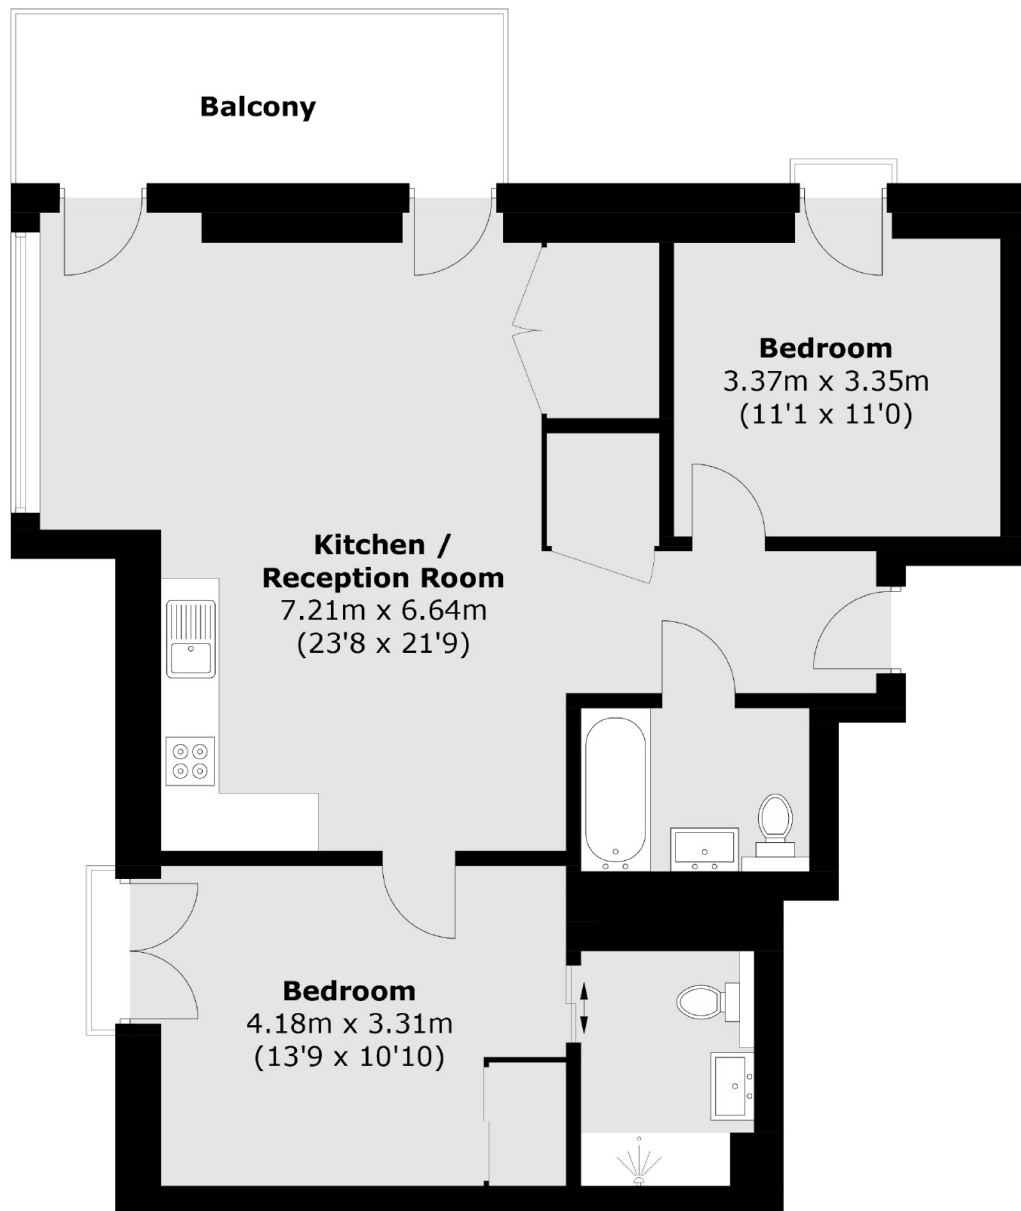 Balcony
Bedroom
3.37m x 3.35m
(11'1 x 11'0)
Kitchen /
Reception Room
7.21m x 6.64m
(23'8 x 21'9)
Bedroom
4.18m x 3.31m
(13'9 x 10'10)